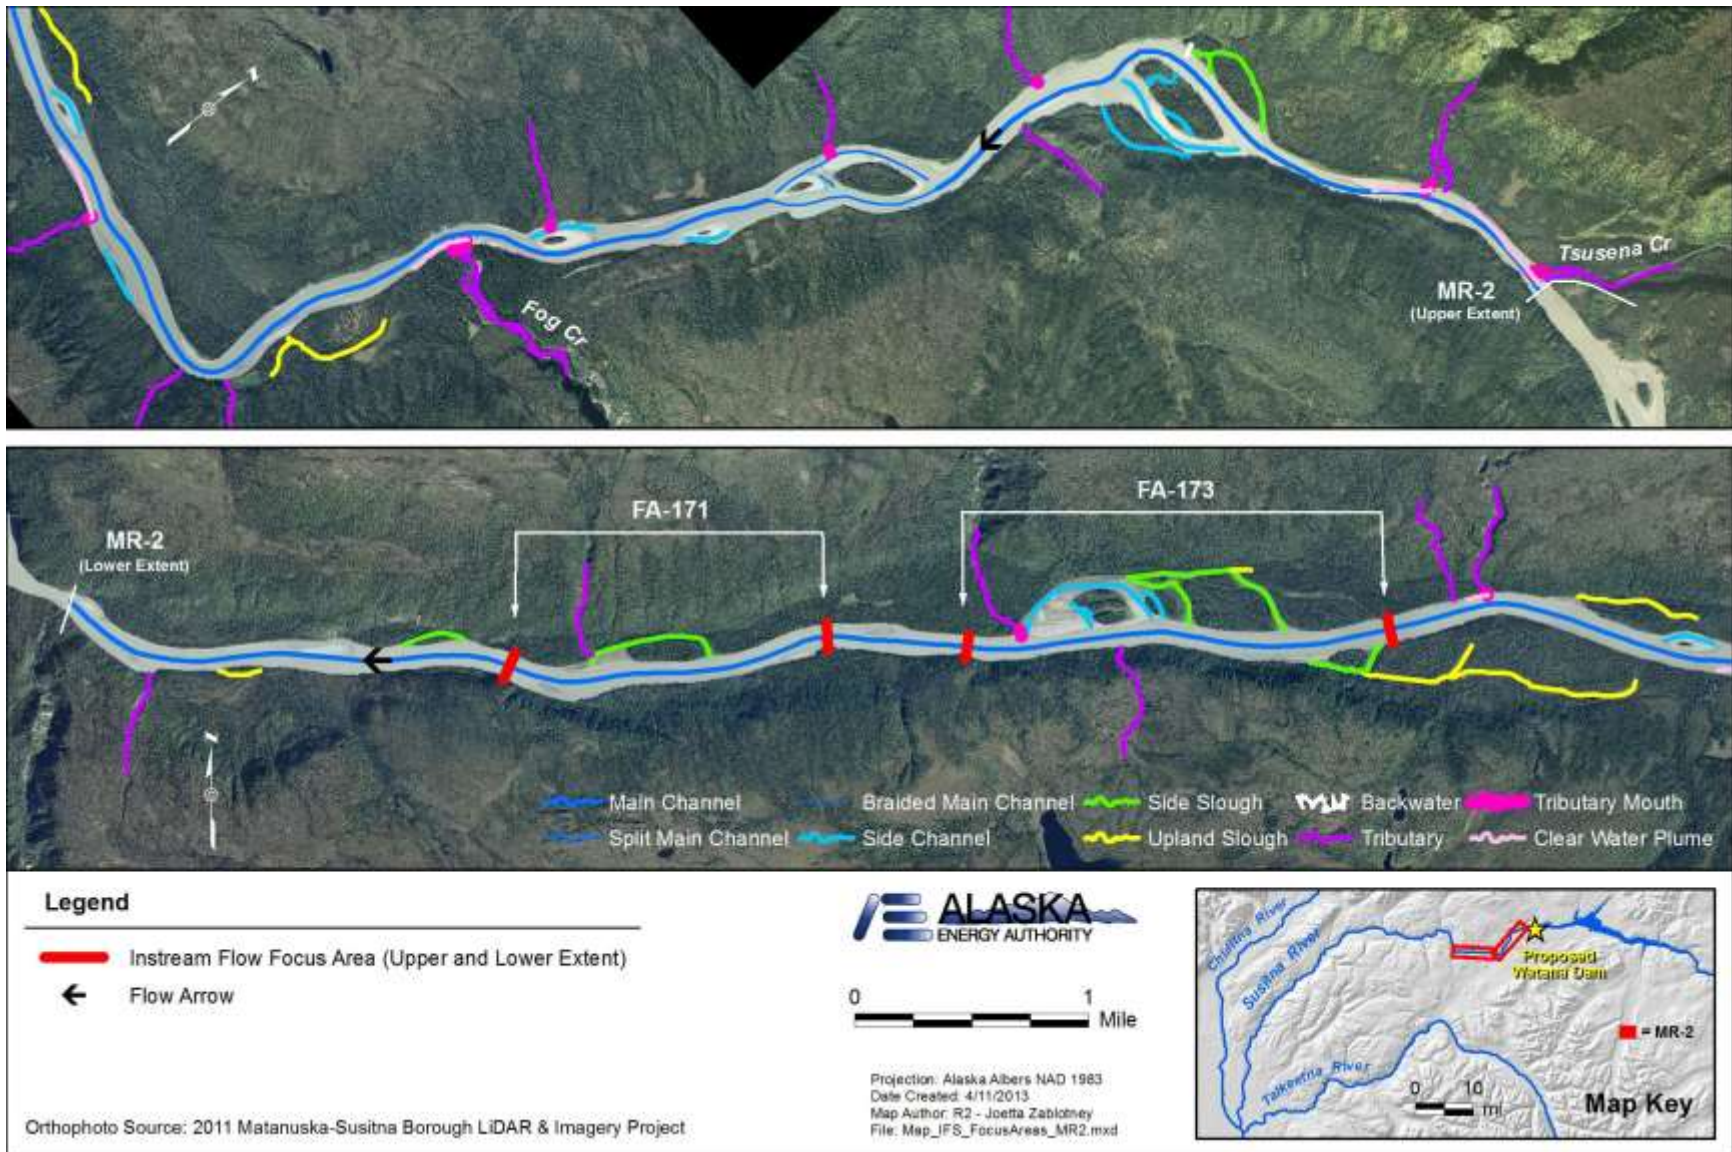 Tsusena Cr
MR-2
(Upper Extent)
Fog Cr
FA-173
FA-171
MR-2
(Lower Extent)
Main Channel
Braided Main Channel
Side Slough
Backwater
Tributary Mouth
Split Main Channel
Side Channel
Upland Slough
Tributary
Clear Water Plume
Legend
Instream Flow Focus Area (Upper and Lower Extent)
Flow Arrow
Orthophoto Source: 2011 Matanuska-Susitna Borough LiDAR & Imagery Project
ALASKA
ENERGY AUTHORITY
0 1
Mile
Projection: Alaska Albers NAD 1983
Date Created: 4/11/2013
Map Author: R2 - Joetta Zablotney
File: Map_IFS_FocusAreas_MR2.mxd
Chulitna River
Susitna River
Proposed
Watana Dam
= MR-2
Talkeetna River
0 10
mi
Map Key